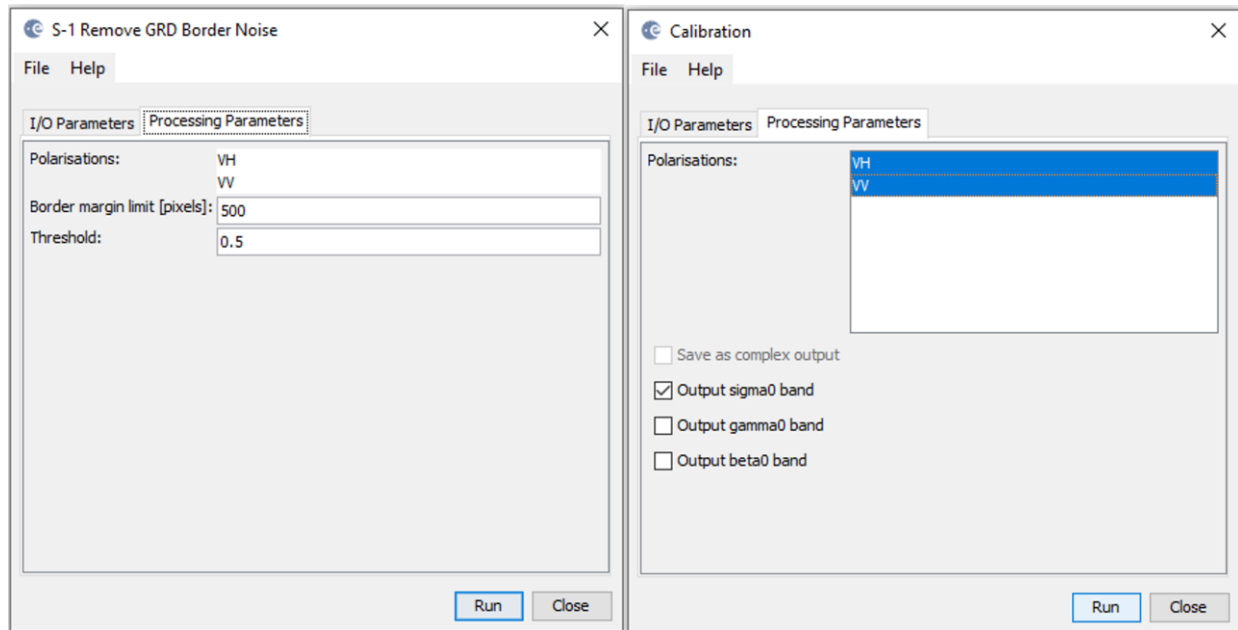 S-1 Remove GRD Border Noise
File Help
I/O Parameters Processing Parameters
Polarisations: VH
VV
Border margin limit [pixels]: 500
Threshold: 0.5
Run Close
Calibration
File Help
I/O Parameters Processing Parameters
Polarisations: VH
VV
Save as complex output
Output sigma0 band
Output gamma0 band
Output beta0 band
Run Close